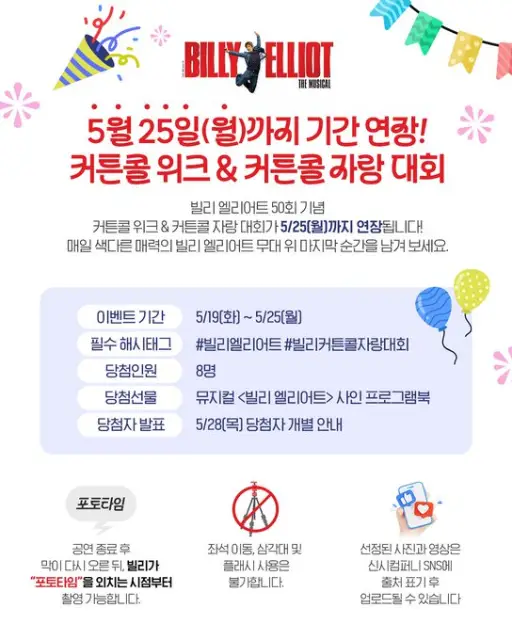 BILLY ELLIOT
THE MUSICAL
5월 25일(월)까지 기간 연장!
커튼콜 위크 & 커튼콜 자랑 대회
빌리 엘리어트 50회 기념
커튼콜 위크 & 커튼콜 자랑 대회가 5/25(월)까지 연장됩니다!
매일 색다른 매력의 빌리 엘리어트 무대 위 마지막 순간을 남겨 보세요.
이벤트 기간 5/19(화) ~ 5/25(월)
필수 해시태그 #빌리엘리어트 #빌리커튼콜자랑대회
당첨인원 8명
당첨선물 뮤지컬 <빌리 엘리어트> 사인 프로그램북
당첨자 발표 5/28(목) 당첨자 개별 안내
포토타임
공연 종료 후
막이 다시 오른 뒤, 빌리가
"포토타임"을 외치는 시점부터
촬영 가능합니다.
좌석 이동, 삼각대 및
플래시 사용은
불가합니다.
선정된 사진과 영상은
신시컴퍼니 SNS에
출처 표기 후
업로드될 수 있습니다